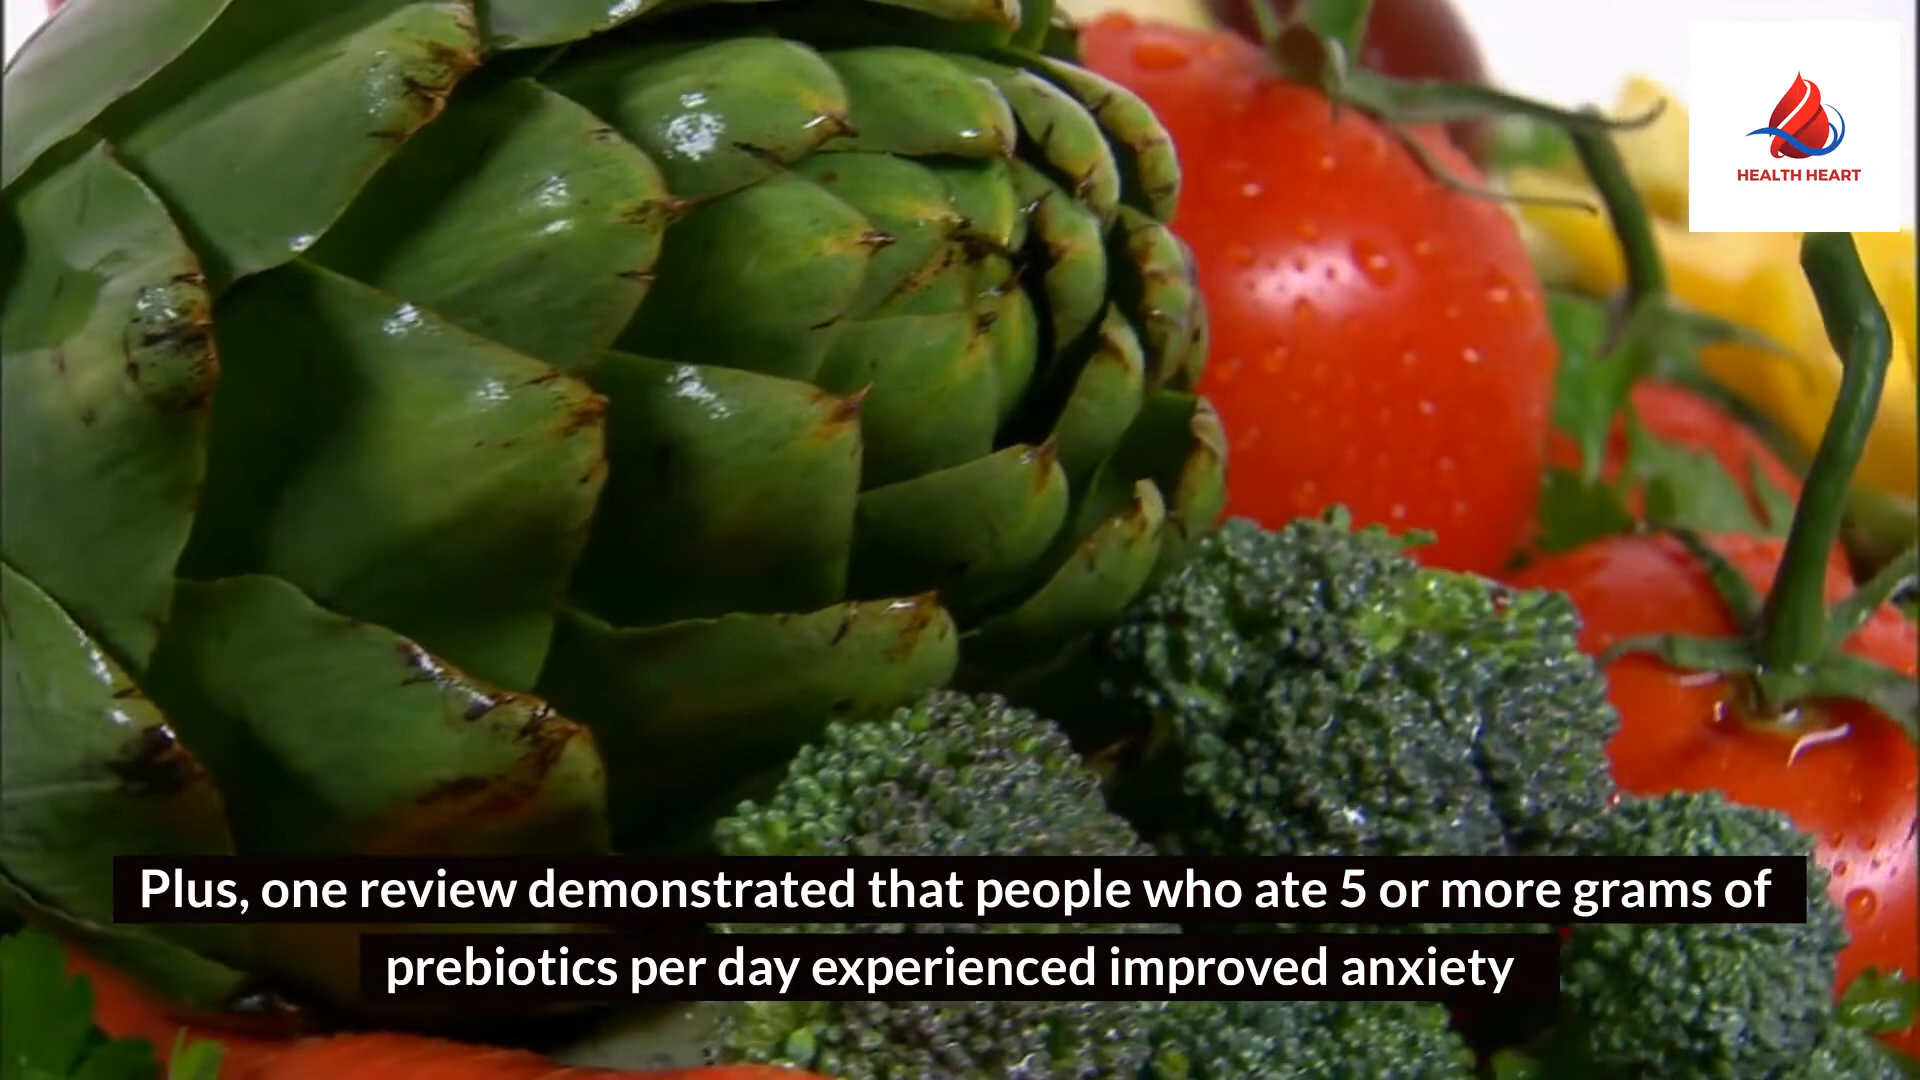 HEALTH HEART
Plus, one review demonstrated that people who ate 5 or more grams of
prebiotics per day experienced improved anxiety